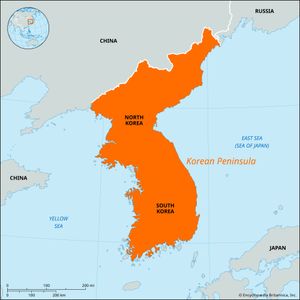 RUSSIA
CHINA
NORTH
KOREA
EAST SEA
(SEA OF JAPAN)
Korean Peninsula
CHINA
SOUTH
KOREA
YELLOW
SEA
JAPAN
0 100 200 mi
0 100 200 km
© Encyclopædia Britannica, Inc.